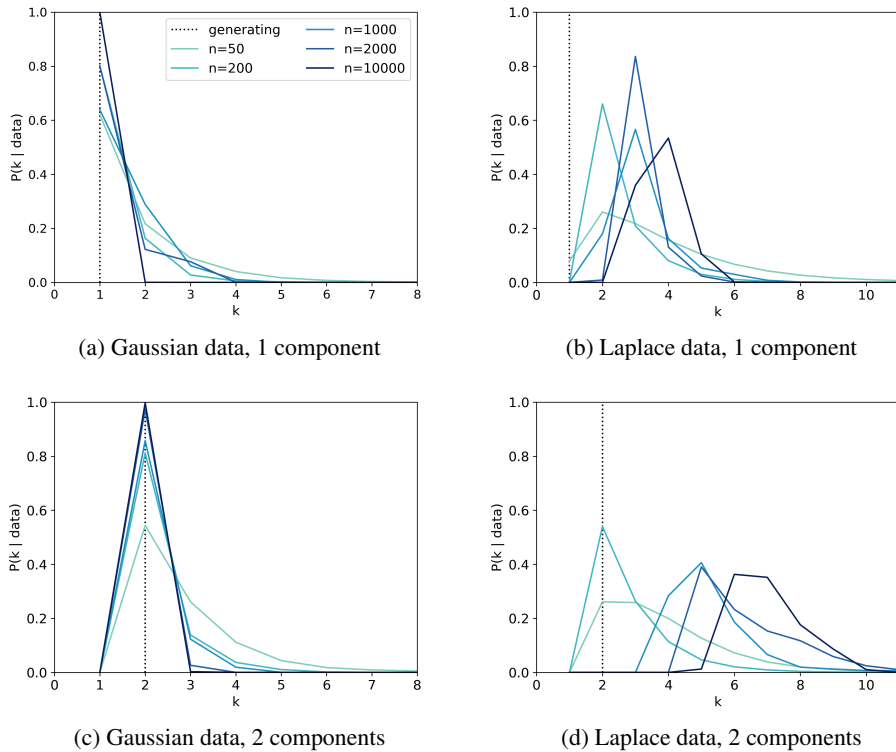 generating n=1000
n=50 n=2000
n=200 n=10000
1.0
0.8
0.6
0.4
0.2
0.0
P(k | data)
0 1 2 3 4 5 6 7 8
k
(a) Gaussian data, 1 component
1.0
0.8
0.6
0.4
0.2
0.0
P(k | data)
0 2 4 6 8 10
k
(b) Laplace data, 1 component
1.0
0.8
0.6
0.4
0.2
0.0
P(k | data)
0 1 2 3 4 5 6 7 8
k
(c) Gaussian data, 2 components
1.0
0.8
0.6
0.4
0.2
0.0
P(k | data)
0 2 4 6 8 10
k
(d) Laplace data, 2 components